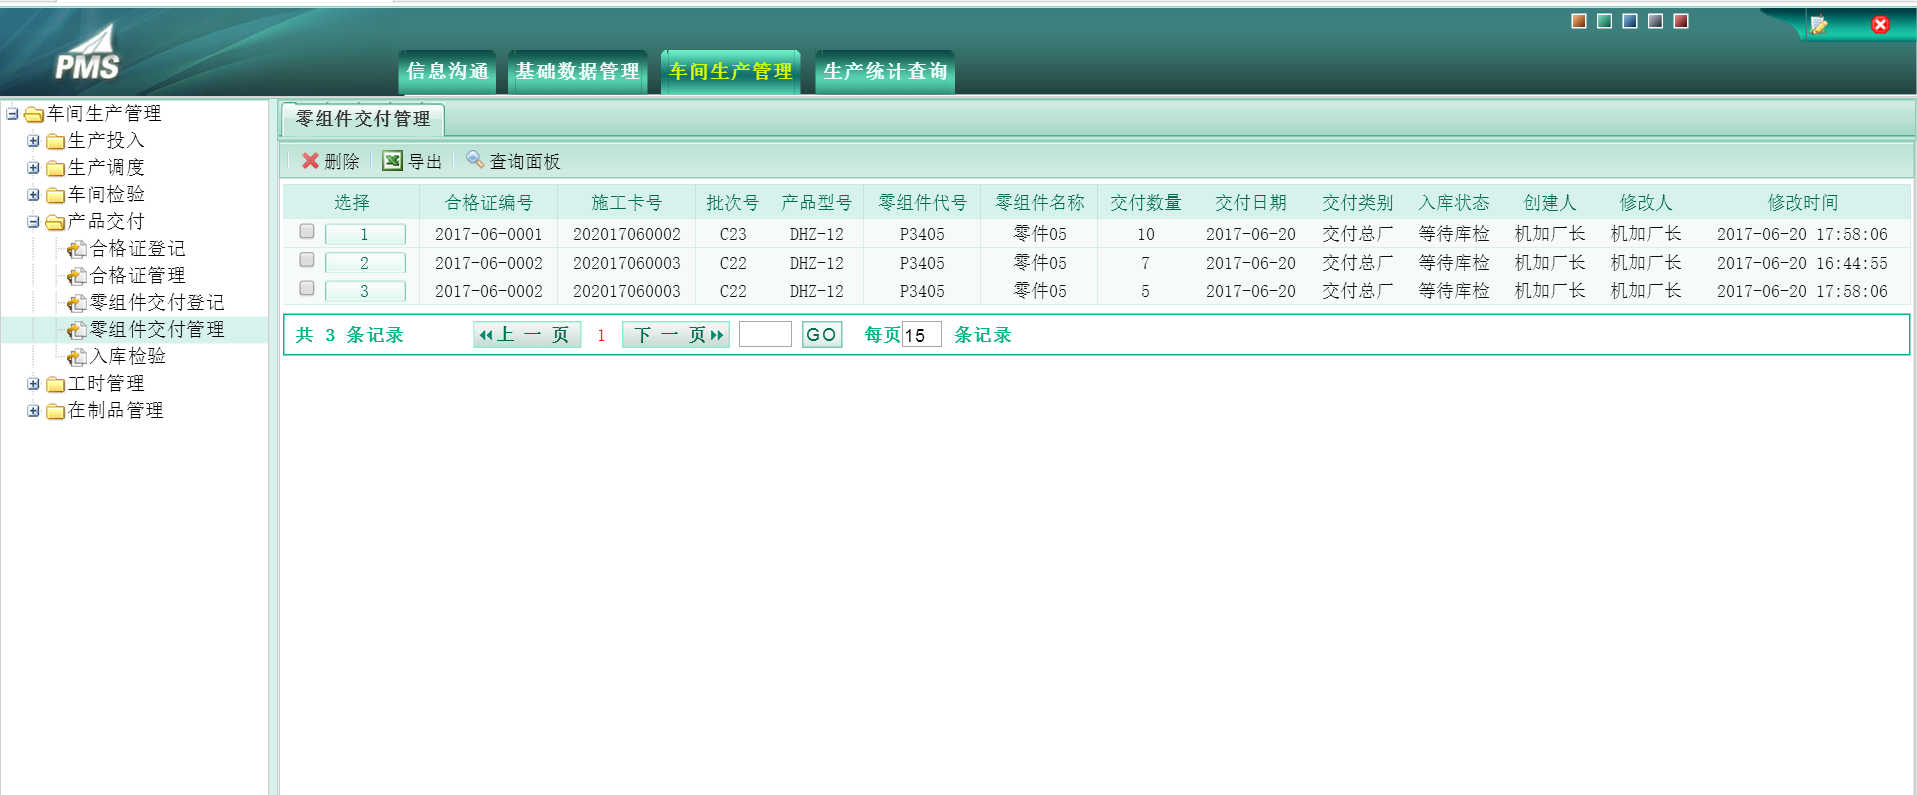 PMS
信息沟通 基础数据管理 车间生产管理 生产统计查询
车间生产管理
生产投入
生产调度
车间检验
产品交付
合格证登记
合格证管理
零组件交付登记
零组件交付管理
入库检验
工时管理
在制品管理
零组件交付管理
删除 导出 查询面板
选择 合格证编号 施工卡号 批次号 产品型号 零组件代号 零组件名称 交付数量 交付日期 交付类别 入库状态 创建人 修改人 修改时间
1 2017-06-0001 202017060002 C23 DHZ-12 P3405 零件05 10 2017-06-20 交付总厂 等待库检 机加厂长 机加厂长 2017-06-20 17:58:06
2 2017-06-0002 202017060003 C22 DHZ-12 P3405 零件05 7 2017-06-20 交付总厂 等待库检 机加厂长 机加厂长 2017-06-20 16:44:55
3 2017-06-0002 202017060003 C22 DHZ-12 P3405 零件05 5 2017-06-20 交付总厂 等待库检 机加厂长 机加厂长 2017-06-20 17:58:06
共 3 条记录 上一页 1 下一页 GO 每页15 条记录